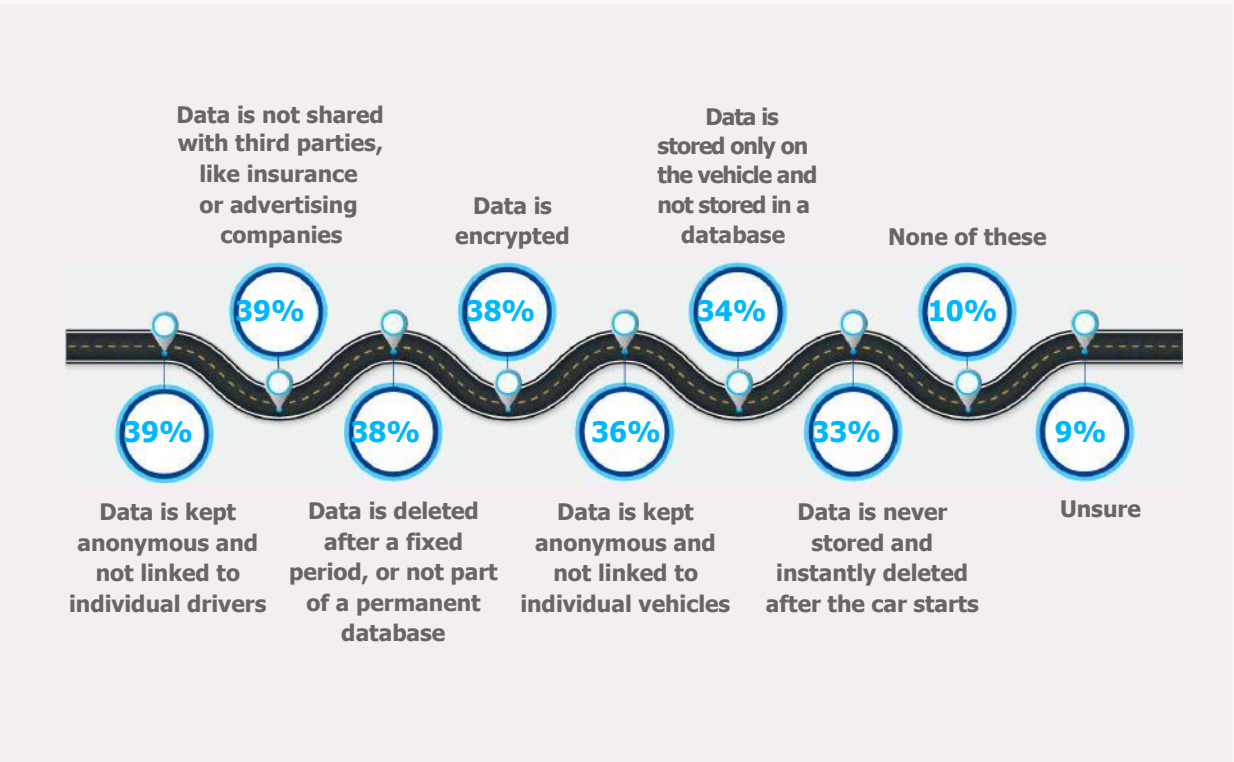 Data is not shared
with third parties,
like insurance
or advertising
companies
Data is
encrypted
Data is
stored only on
the vehicle and
not stored in a
database
None of these
39%
38%
34%
10%
39%
38%
36%
33%
9%
Data is kept
anonymous and
not linked to
individual drivers
Data is deleted
after a fixed
period, or not part
of a permanent
database
Data is kept
anonymous and
not linked to
individual vehicles
Data is never
stored and
instantly deleted
after the car starts
Unsure